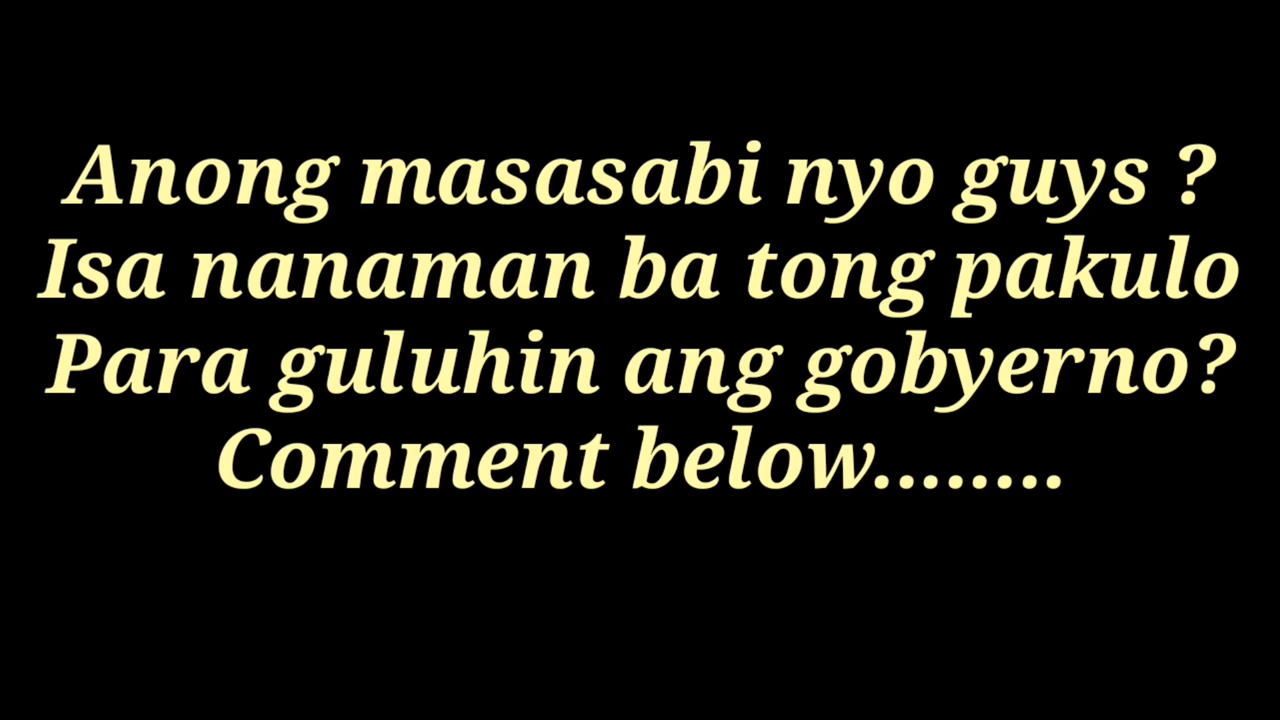 Anong masasabi nyo guys ?
Isa nanaman ba tong pakulo
Para guluhin ang gobyerno?
Comment below........